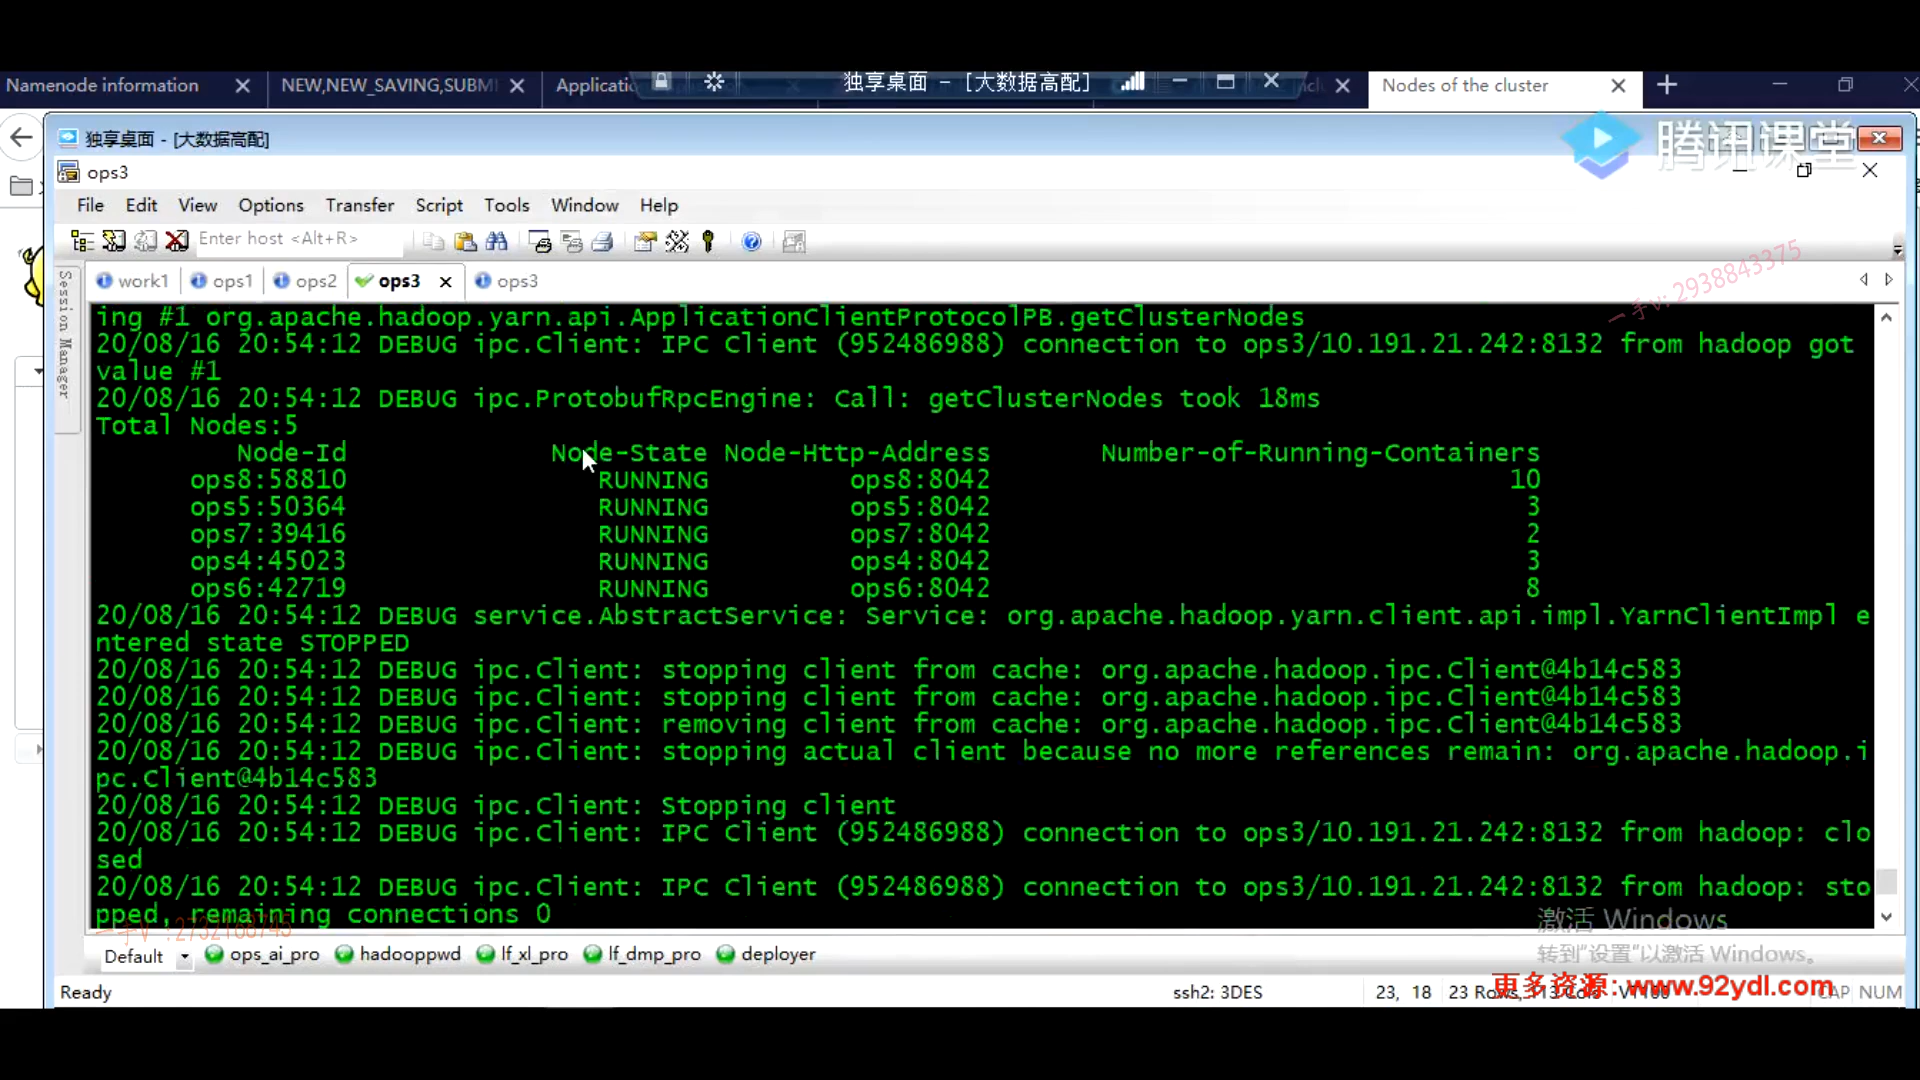 Namenode information
NEW,NEW_SAVING,SUBMI
Applicatio
独享桌面 - [大数据高配]
Nodes of the cluster
独享桌面 - [大数据高配]
腾讯课堂
ops3
File Edit View Options Transfer Script Tools Window Help
Enter host <Alt+R>
一手v: 2938843375
Session Manager
work1 ops1 ops2 ops3 ops3
ing #1 org.apache.hadoop.yarn.api.ApplicationClientProtocolPB.getClusterNodes
20/08/16 20:54:12 DEBUG ipc.Client: IPC Client (952486988) connection to ops3/10.191.21.242:8132 from hadoop got
value #1
20/08/16 20:54:12 DEBUG ipc.ProtobufRpcEngine: Call: getClusterNodes took 18ms
Total Nodes:5
Node-Id Node-State Node-Http-Address Number-of-Running-Containers
ops8:58810 RUNNING ops8:8042 10
ops5:50364 RUNNING ops5:8042 3
ops7:39416 RUNNING ops7:8042 2
ops4:45023 RUNNING ops4:8042 3
ops6:42719 RUNNING ops6:8042 8
20/08/16 20:54:12 DEBUG service.AbstractService: Service: org.apache.hadoop.yarn.client.api.impl.YarnClientImpl e
ntered state STOPPED
20/08/16 20:54:12 DEBUG ipc.Client: stopping client from cache: org.apache.hadoop.ipc.Client@4b14c583
20/08/16 20:54:12 DEBUG ipc.Client: stopping client from cache: org.apache.hadoop.ipc.Client@4b14c583
20/08/16 20:54:12 DEBUG ipc.Client: removing client from cache: org.apache.hadoop.ipc.Client@4b14c583
20/08/16 20:54:12 DEBUG ipc.Client: stopping actual client because no more references remain: org.apache.hadoop.i
pc.Client@4b14c583
20/08/16 20:54:12 DEBUG ipc.Client: Stopping client
20/08/16 20:54:12 DEBUG ipc.Client: IPC Client (952486988) connection to ops3/10.191.21.242:8132 from hadoop: clo
sed
20/08/16 20:54:12 DEBUG ipc.Client: IPC Client (952486988) connection to ops3/10.191.21.242:8132 from hadoop: sto
pped, remaining connections 0
激活 Windows
转到"设置"以激活 Windows。
Default ops_ai_pro hadooppwd lf_xl_pro lf_dmp_pro deployer
更多资源: www.92ydl.com
Ready ssh2: 3DES 23, 18 23 Rows, CAP NUM